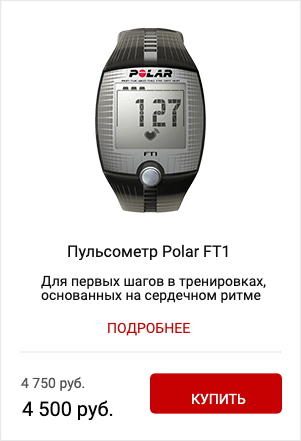 POLAR
127
FT1
Пульсометр Polar FT1
Для первых шагов в тренировках,
основанных на сердечном ритме
ПОДРОБНЕЕ
4 750 руб.
4 500 руб.
КУПИТЬ